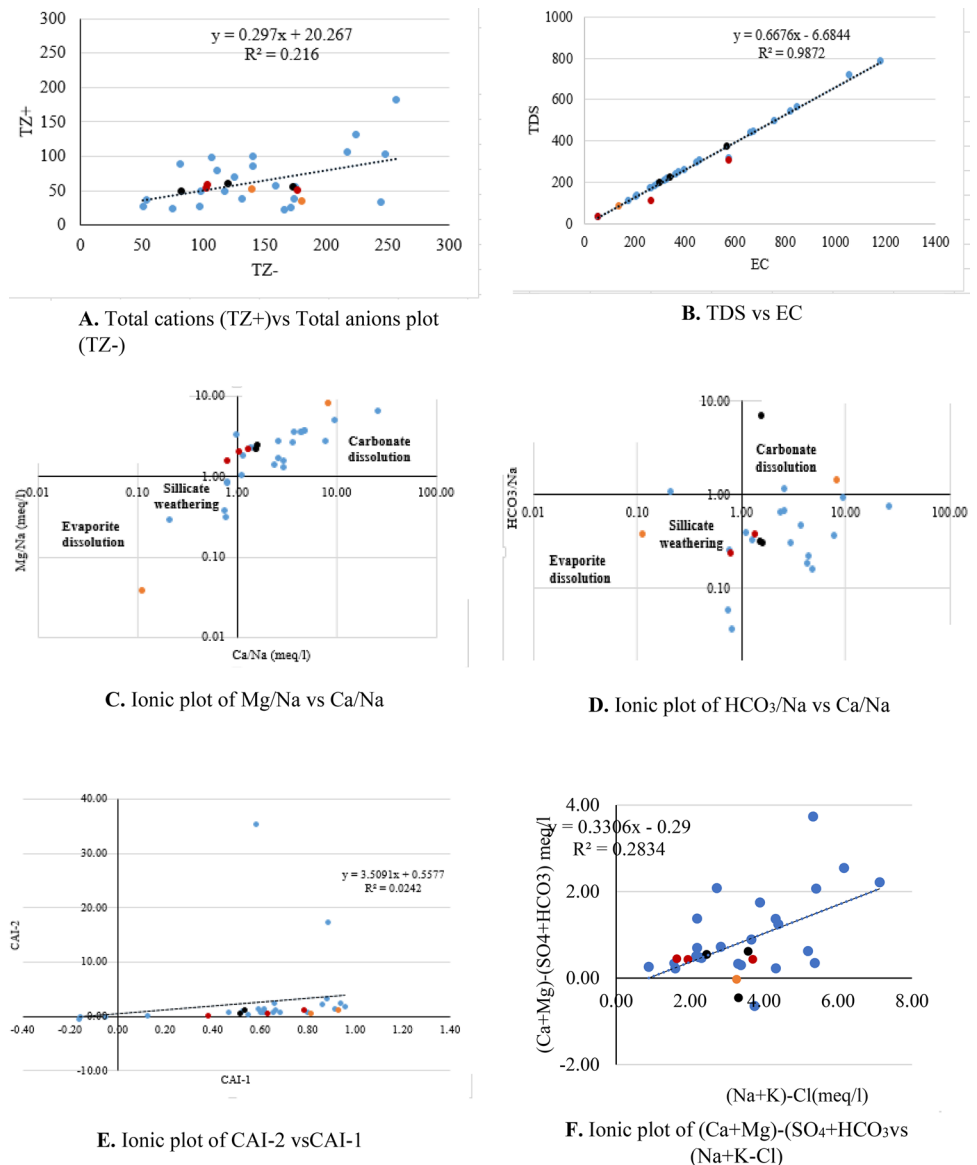 y = 0.297x + 20.267
R² = 0.216
TZ+
300
250
200
150
100
50
0
0 50 100 150 200 250 300
TZ-
A. Total cations (TZ+)vs Total anions plot
(TZ-)
y = 0.6676x - 6.6844
R² = 0.9872
TDS
1000
800
600
400
200
0
0 200 400 600 800 1000 1200 1400
EC
B. TDS vs EC
10.00
Carbonate
dissolution
1.00
0.01 0.10 1.00 10.00 100.00
Sillicate
weathering
Evaporite
dissolution
Mg/Na (meq/l)
0.10
0.01
Ca/Na (meq/l)
C. Ionic plot of Mg/Na vs Ca/Na
10.00
HCO3/Na
Carbonate
dissolution
1.00
0.01 0.10 1.00 10.00 100.00
Sillicate
weathering
Evaporite
dissolution
0.10
D. Ionic plot of HCO₃/Na vs Ca/Na
40.00
30.00
y = 3.5091x + 0.5577
R² = 0.0242
20.00
CAI-2
10.00
0.00
-0.40 -0.20 0.00 0.20 0.40 0.60 0.80 1.00 1.20 1.40
-10.00
CAI-1
E. Ionic plot of CAI-2 vsCAI-1
4.00
y = 0.3306x - 0.29
R² = 0.2834
(Ca+Mg)-(SO4+HCO3) meq/l
2.00
0.00
0.00 2.00 4.00 6.00 8.00
-2.00
(Na+K)-Cl(meq/l)
F. Ionic plot of (Ca+Mg)-(SO₄+HCO₃vs
(Na+K-Cl)